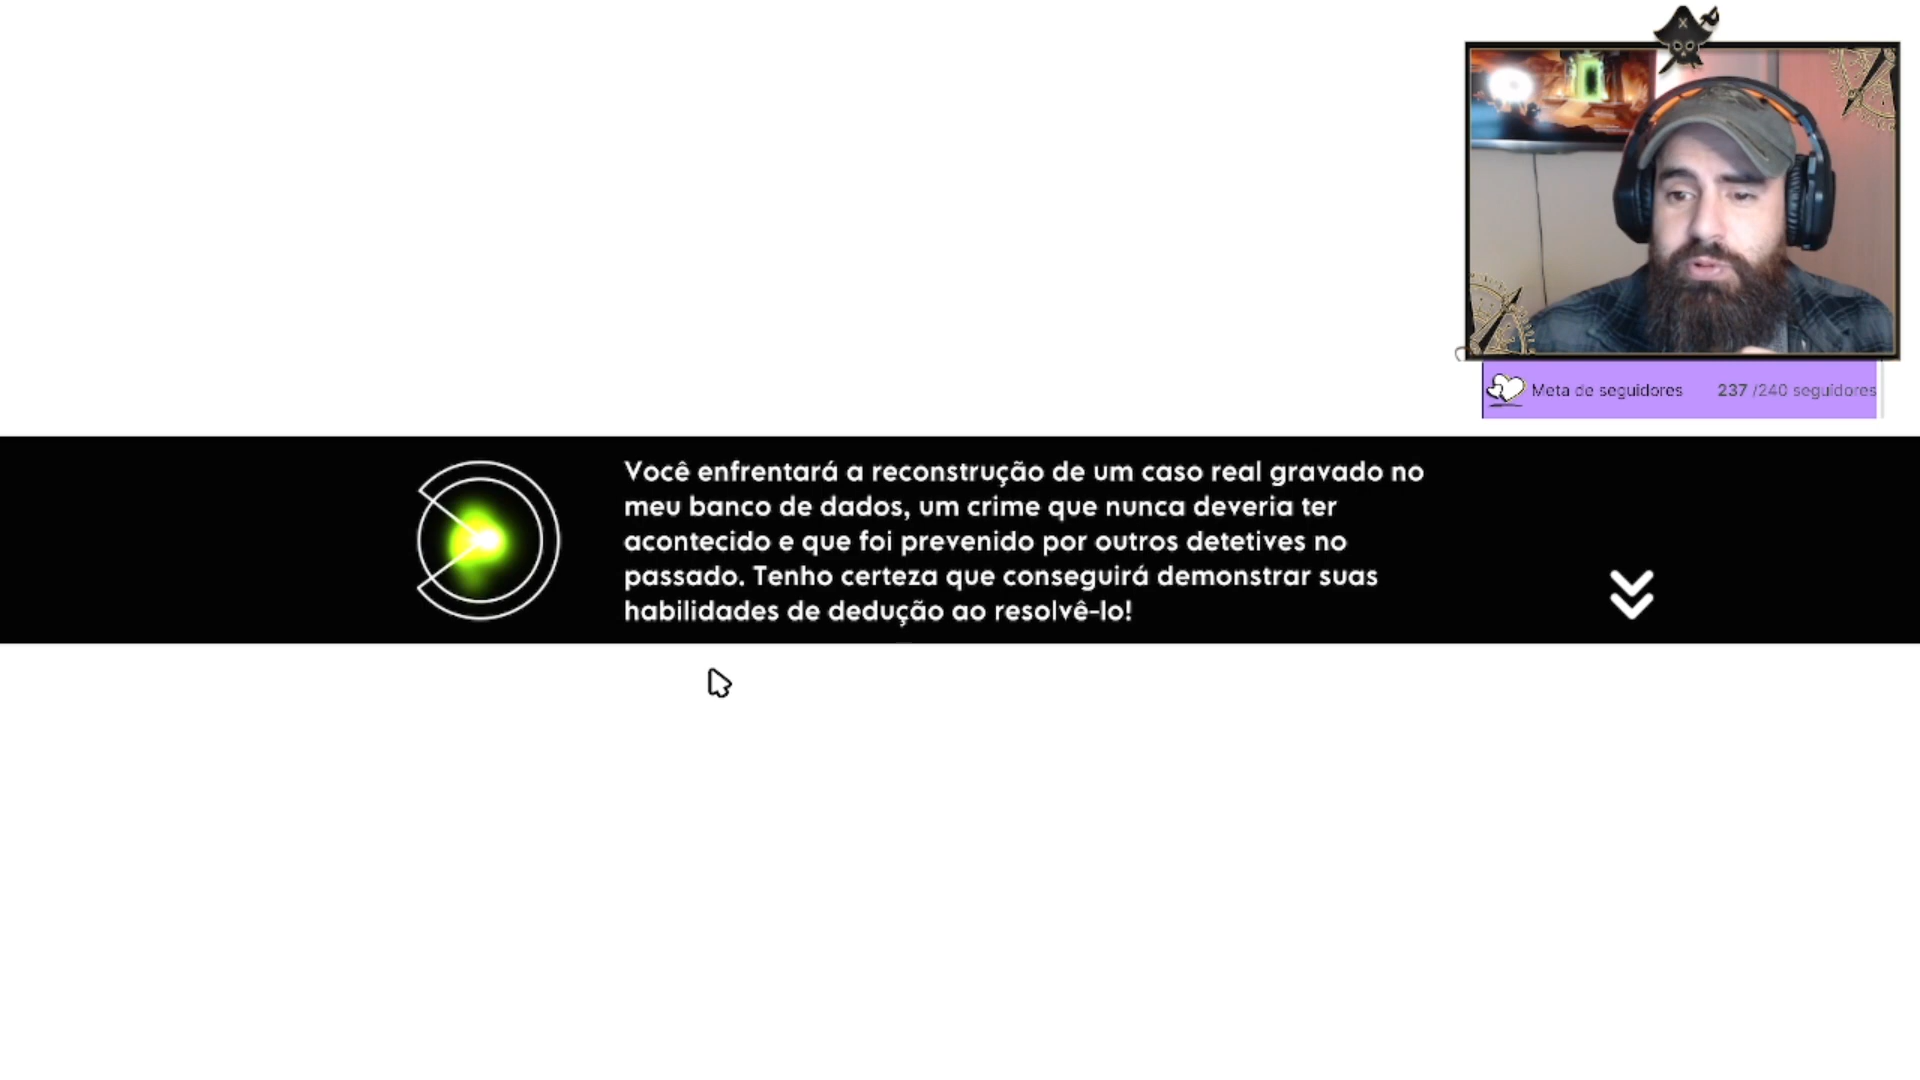 Meta de seguidores 237 /240 seguidores
Você enfrentará a reconstrução de um caso real gravado no
meu banco de dados, um crime que nunca deveria ter
acontecido e que foi prevenido por outros detetives no
passado. Tenho certeza que conseguirá demonstrar suas
habilidades de dedução ao resolvê-lo!